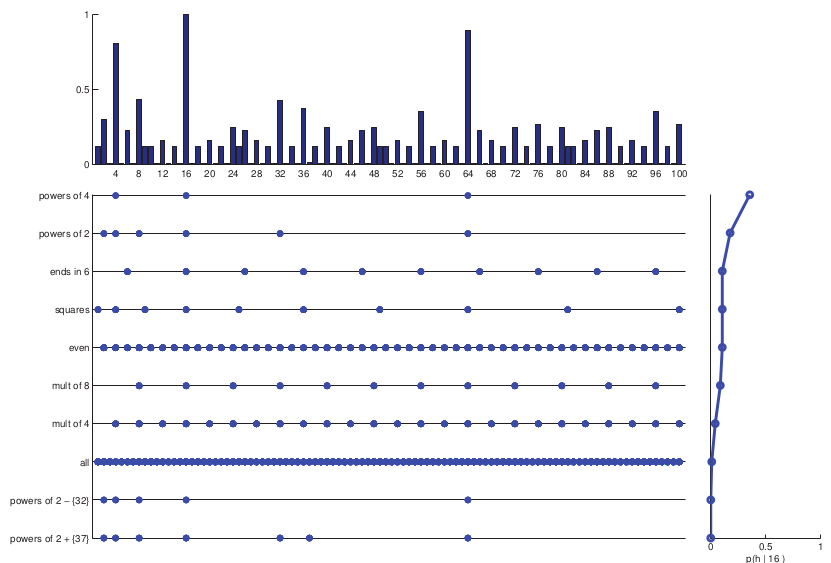 1
0.5
0
4 8 12 16 20 24 28 32 36 40 44 48 52 56 60 64 68 72 76 80 84 88 92 96 100
powers of 4
powers of 2
ends in 6
squares
even
mult of 8
mult of 4
all
powers of 2 − {32}
powers of 2 + {37}
0 0.5 1
p(h | 16 )